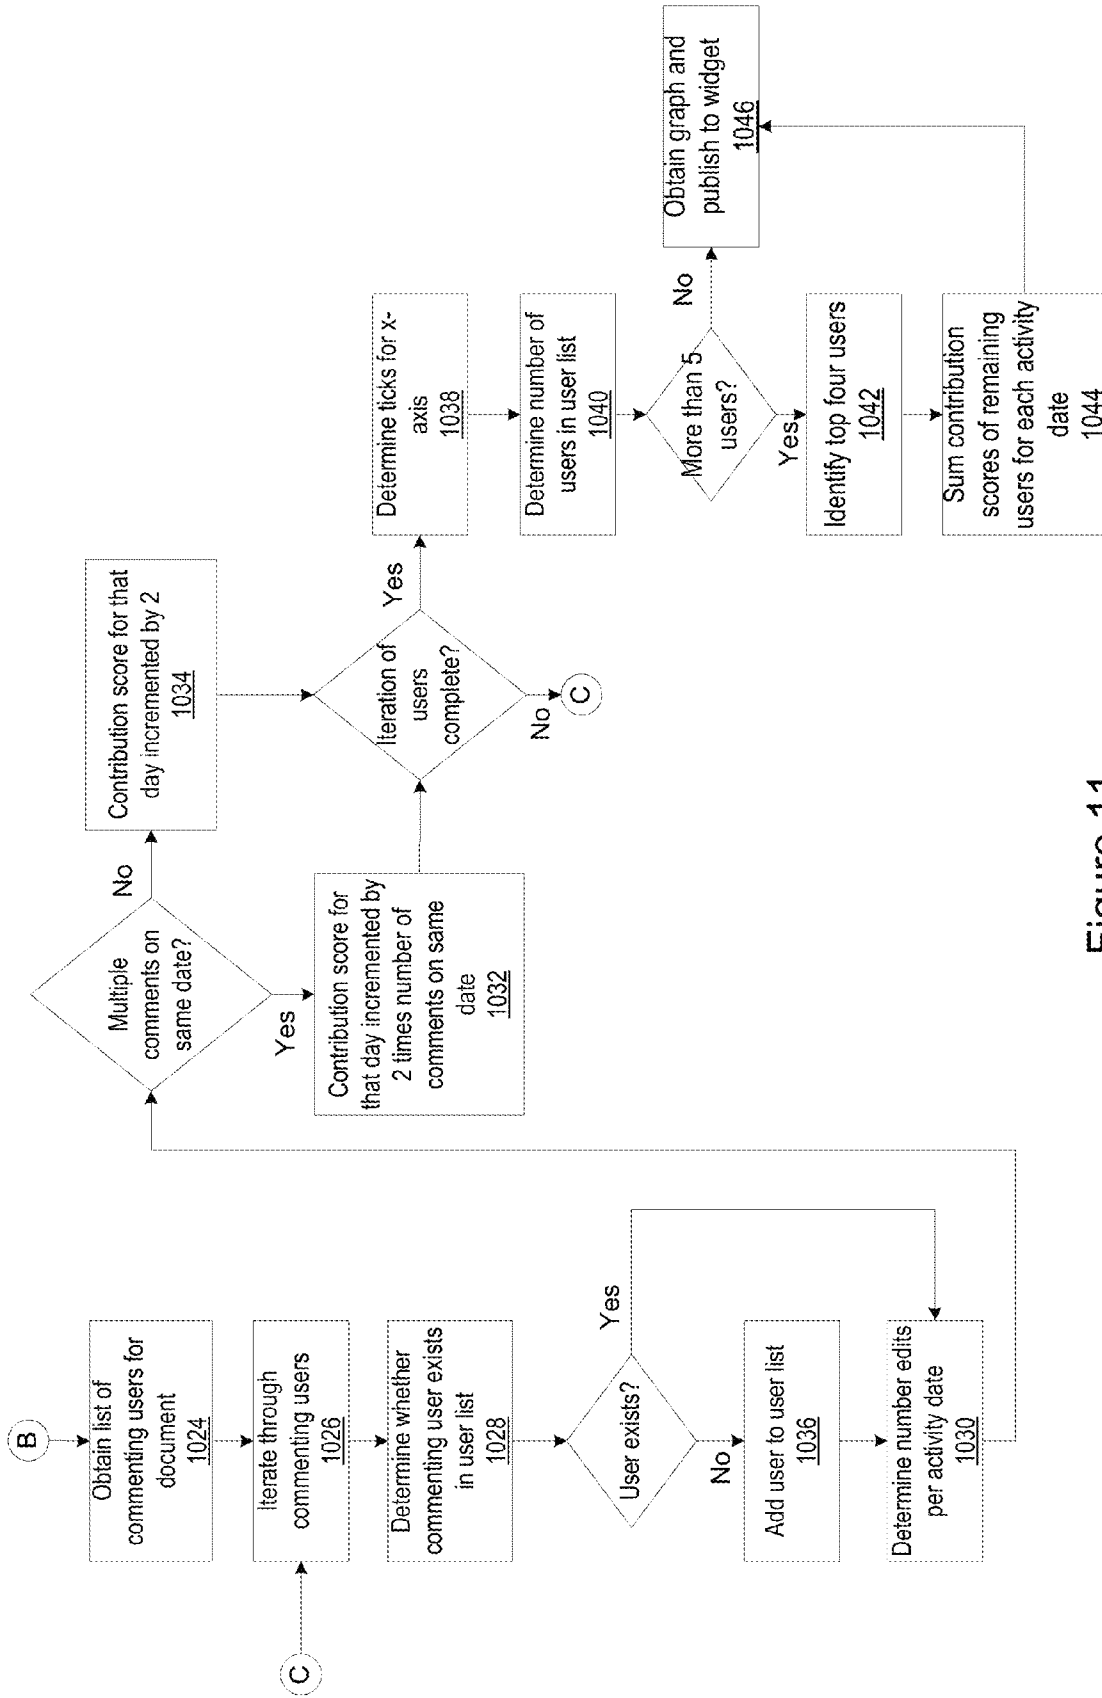 B
Obtain list of
commenting users for
document
1024
C
Iterate through
commenting users
1026
Determine whether
commenting user exists
in user list
1028
User exists?
Yes
No
Add user to user list
1036
Determine number edits
per activity date
1030
Multiple
comments on
same date?
No
Yes
Contribution score for
that day incremented by
2 times number of
comments on same
date
1032
Contribution score for that
day incremented by 2
1034
Iteration of
users
complete?
Yes
No
C
Determine ticks for x-
axis
1038
Determine number of
users in user list
1040
More than 5
users?
No
Yes
Identify top four users
1042
Sum contribution
scores of remaining
users for each activity
date
1044
Obtain graph and
publish to widget
1046
Figure 11